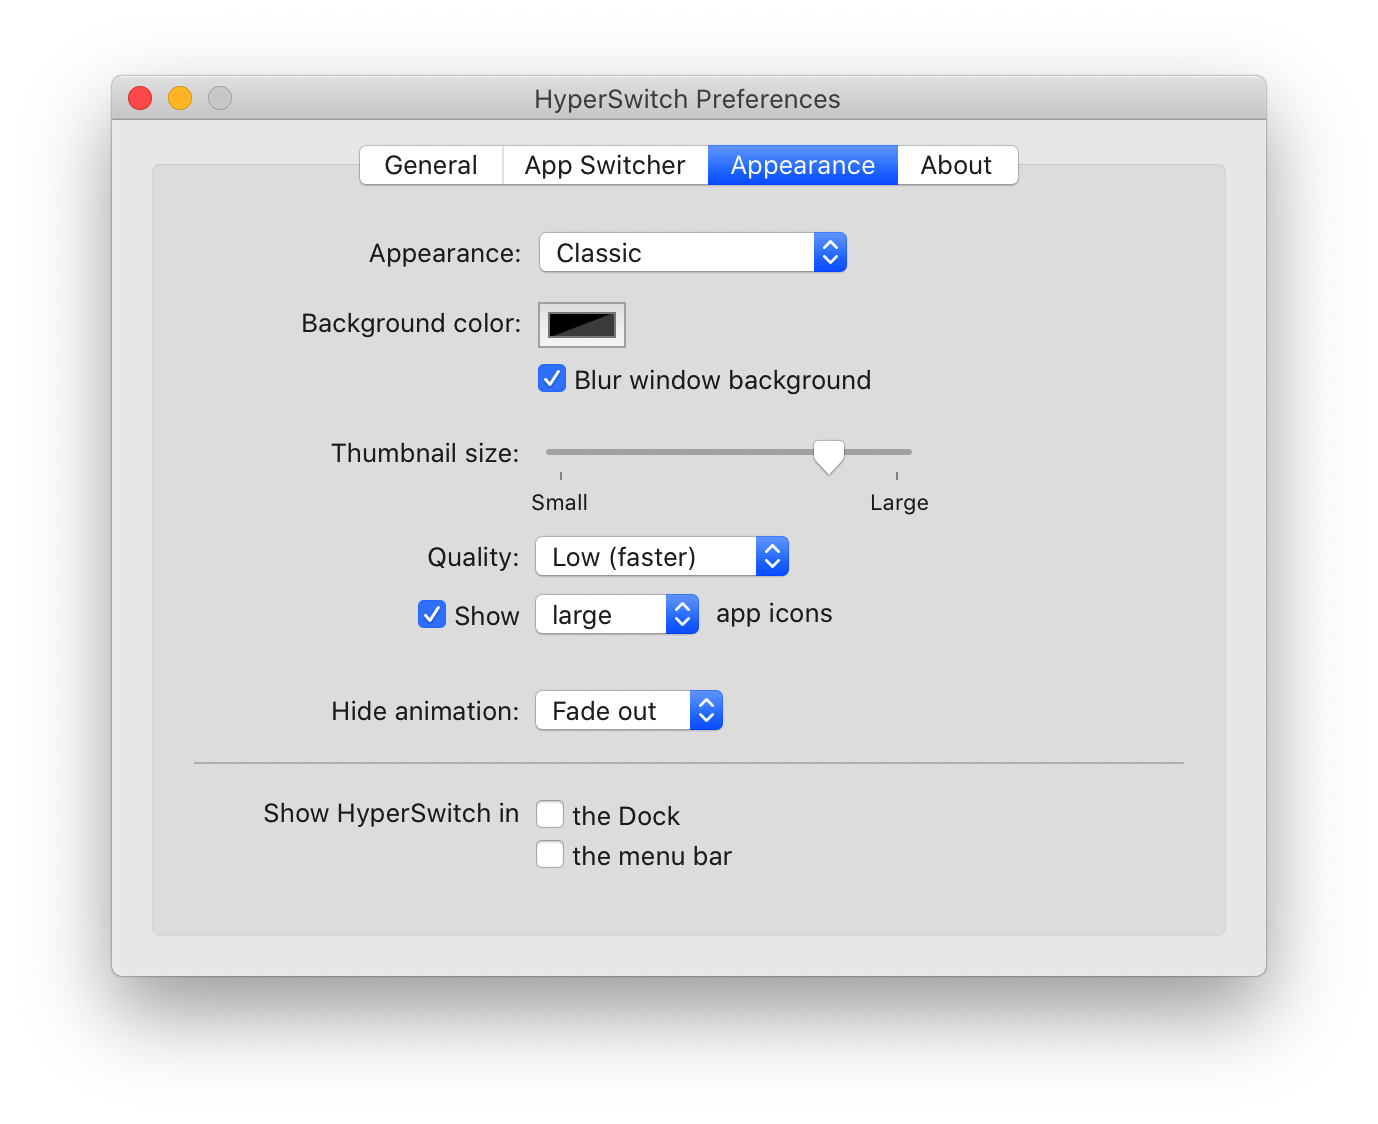 HyperSwitch Preferences
General App Switcher Appearance About
Appearance: Classic
Background color:
Blur window background
Thumbnail size:
Small Large
Quality: Low (faster)
Show large app icons
Hide animation: Fade out
Show HyperSwitch in the Dock
the menu bar